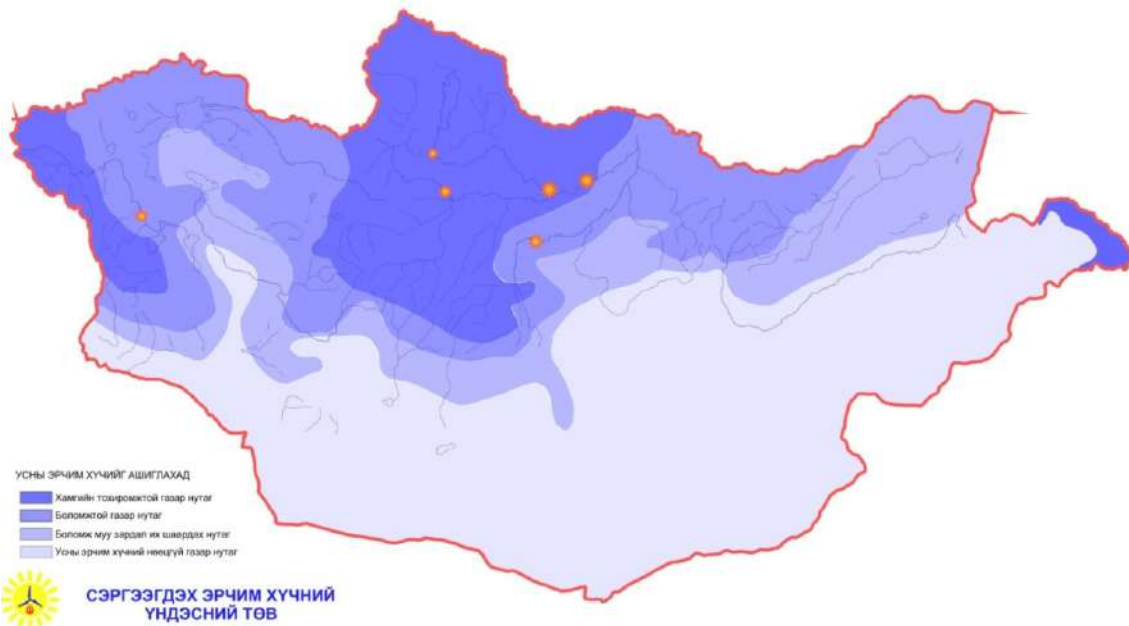 УСНЫ ЭРЧИМ ХҮЧИЙГ АШИГЛАХАД
Хамгийн тохиромжтой газар нутаг
Боломжтой газар нутаг
Боломж муу зардал их шаардах нутаг
Усны эрчим хүчний нөөцгүй газар нутаг
СЭРГЭЭГДЭХ ЭРЧИМ ХҮЧНИЙ
ҮНДЭСНИЙ ТӨВ